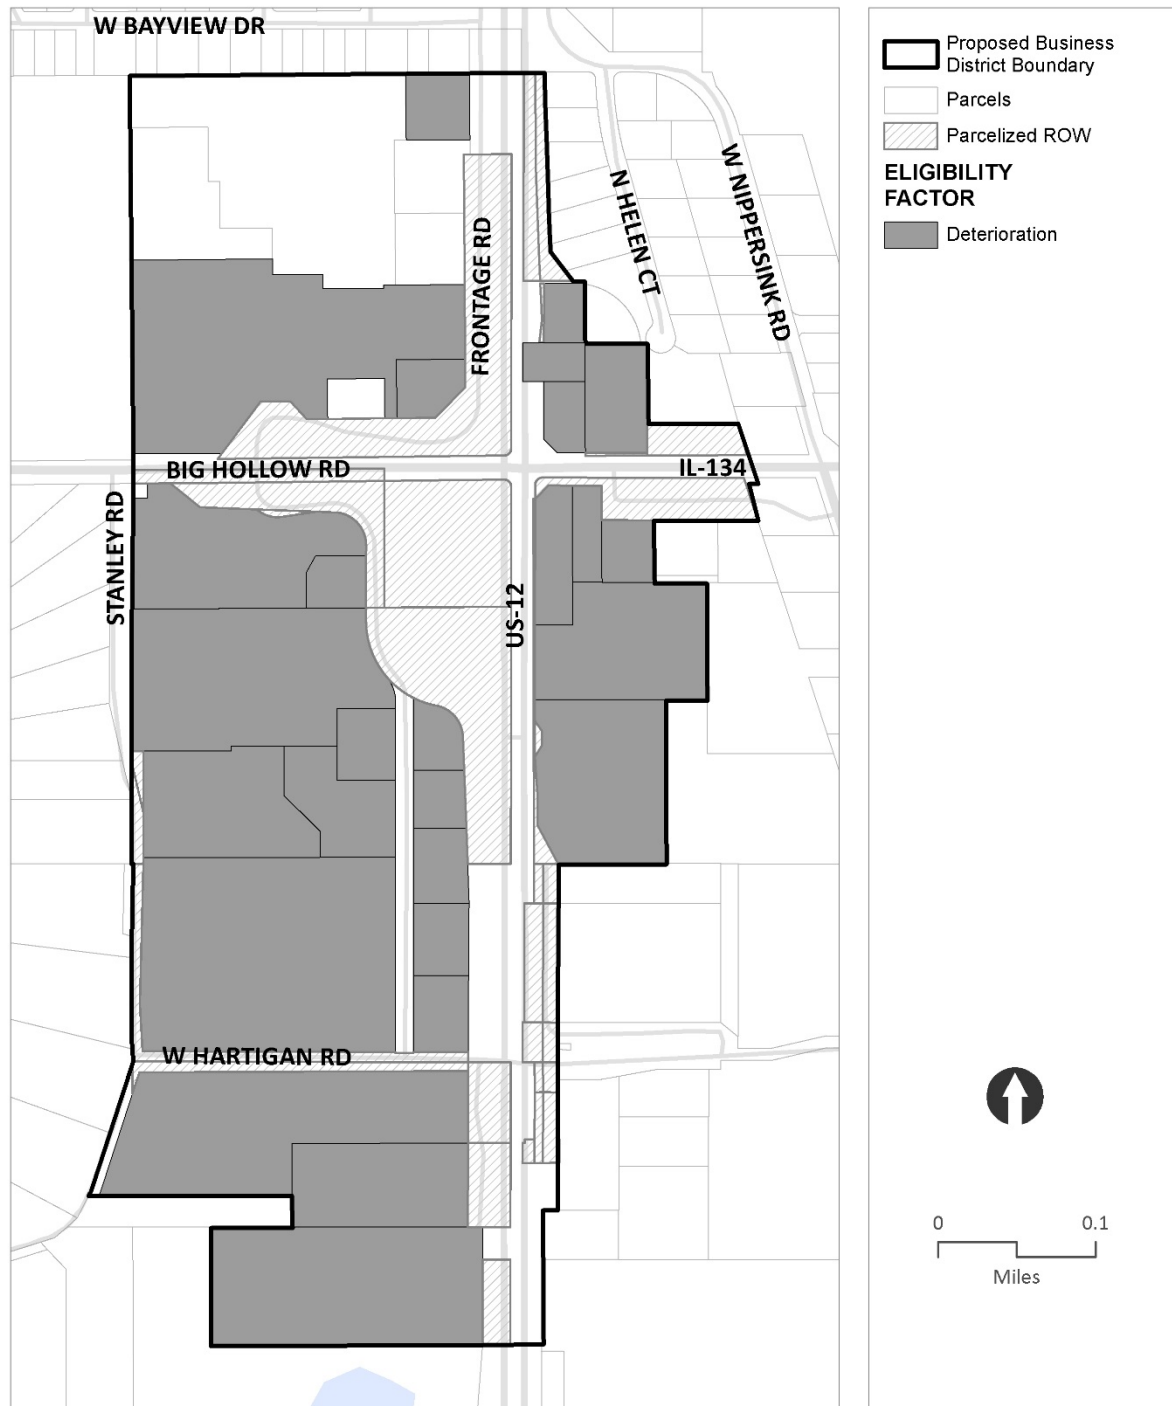 W BAYVIEW DR
N HELEN CT
W NIPPERSINK RD
FRONTAGE RD
BIG HOLLOW RD
IL-134
STANLEY RD
US-12
W HARTIGAN RD
Proposed Business
District Boundary
Parcels
Parcelized ROW
ELIGIBILITY
FACTOR
Deterioration
0 0.1
Miles